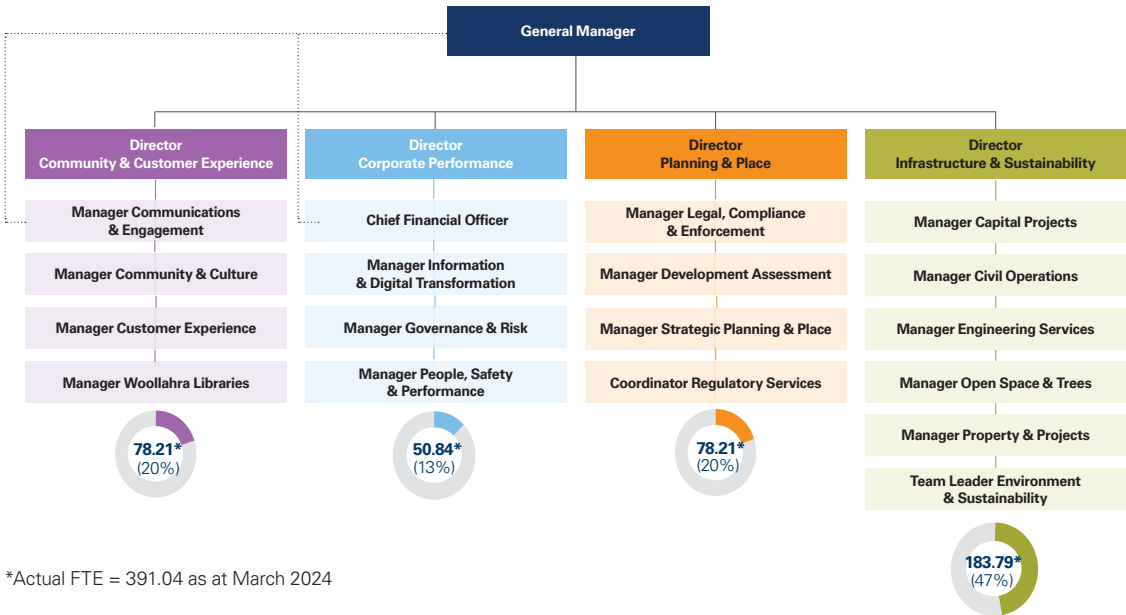 General Manager
Director
Community & Customer Experience
Manager Communications
& Engagement
Manager Community & Culture
Manager Customer Experience
Manager Woollahra Libraries
78.21*
(20%)
Director
Corporate Performance
Chief Financial Officer
Manager Information
& Digital Transformation
Manager Governance & Risk
Manager People, Safety
& Performance
50.84*
(13%)
Director
Planning & Place
Manager Legal, Compliance
& Enforcement
Manager Development Assessment
Manager Strategic Planning & Place
Coordinator Regulatory Services
78.21*
(20%)
Director
Infrastructure & Sustainability
Manager Capital Projects
Manager Civil Operations
Manager Engineering Services
Manager Open Space & Trees
Manager Property & Projects
Team Leader Environment
& Sustainability
183.79*
(47%)
*Actual FTE = 391.04 as at March 2024